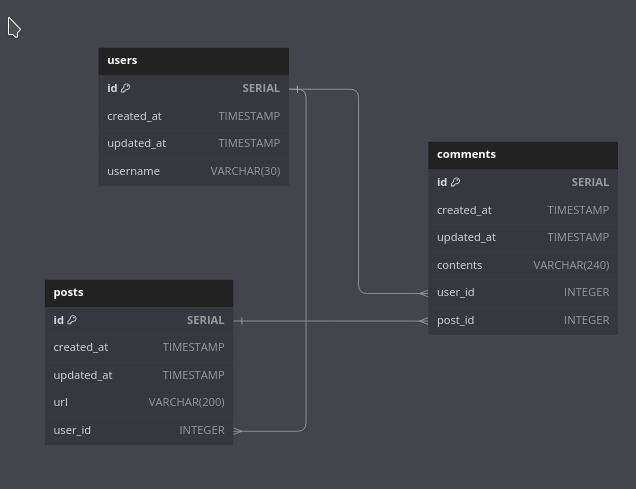 users
id SERIAL
created_at TIMESTAMP
updated_at TIMESTAMP
username VARCHAR(30)
comments
id SERIAL
created_at TIMESTAMP
updated_at TIMESTAMP
contents VARCHAR(240)
user_id INTEGER
post_id INTEGER
posts
id SERIAL
created_at TIMESTAMP
updated_at TIMESTAMP
url VARCHAR(200)
user_id INTEGER